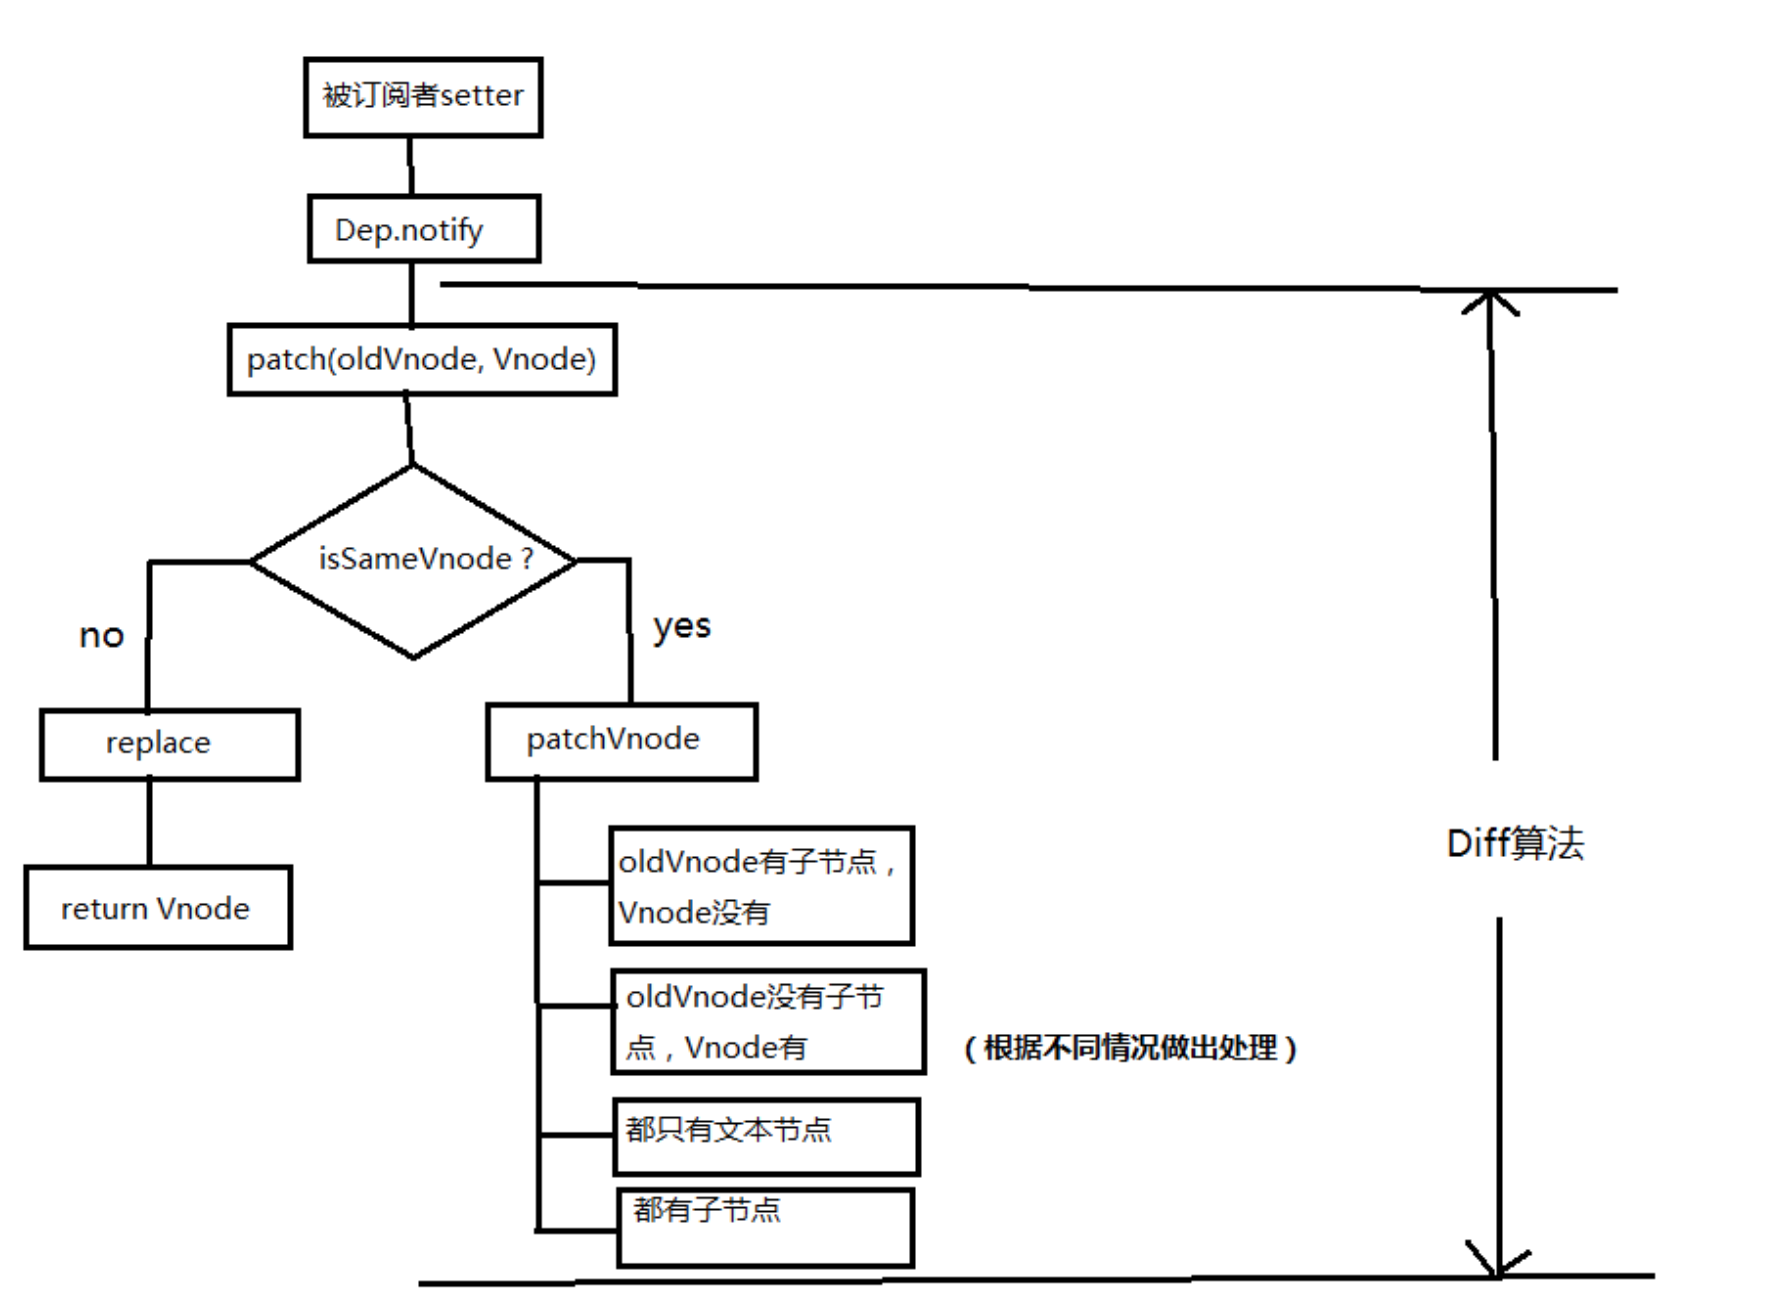 被订阅者setter
Dep.notify
patch(oldVnode, Vnode)
isSameVnode ?
no
yes
replace
patchVnode
return Vnode
oldVnode有子节点，
Vnode没有
oldVnode没有子节
点，Vnode有
（根据不同情况做出处理）
都只有文本节点
都有子节点
Diff算法